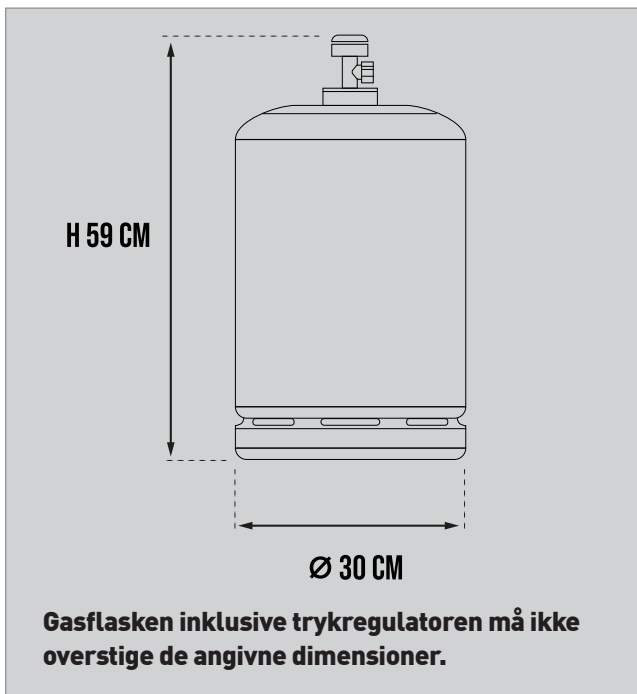 H 59 CM
Ø 30 CM
Gasflasken inklusive trykregulatoren må ikke
overstige de angivne dimensioner.